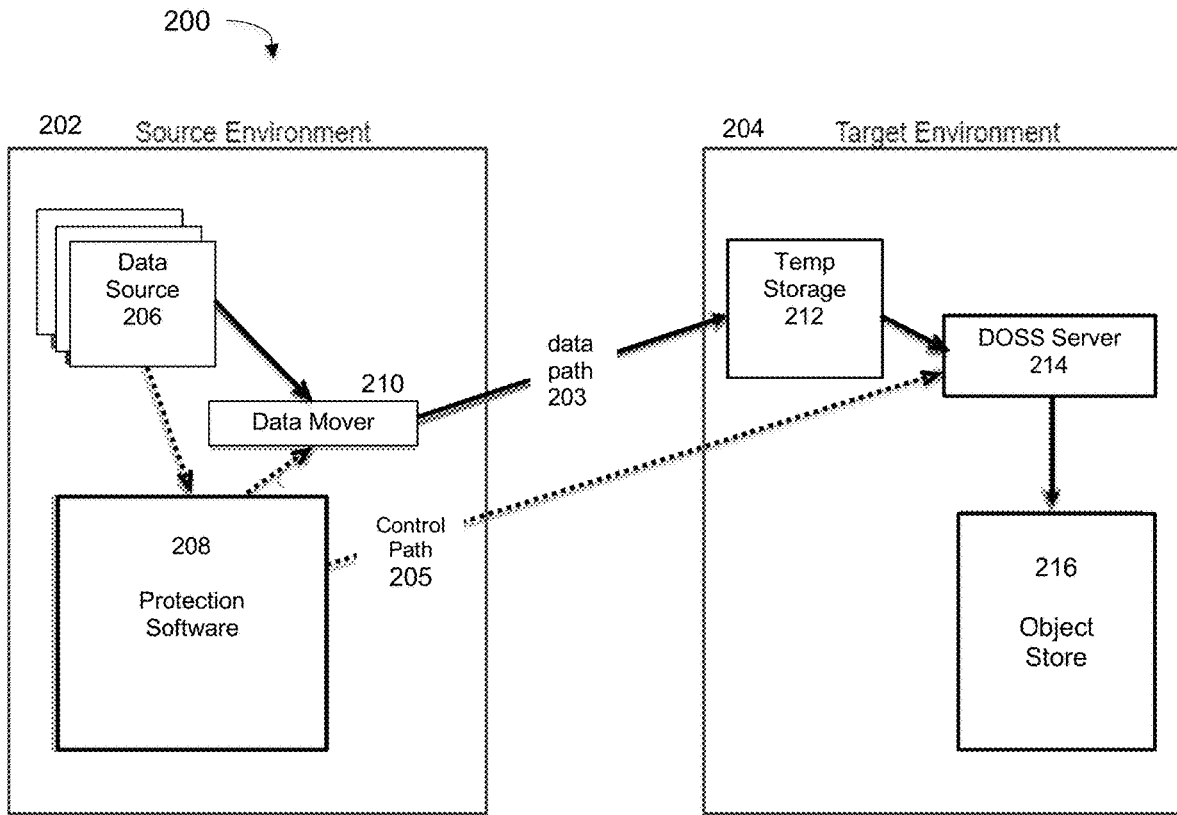 200
202
Source Environment
204
Target Environment
Data
Source
206
Temp
Storage
212
DOSS Server
214
data
path
203
210
Data Mover
Control
Path
205
208
Protection
Software
216
Object
Store